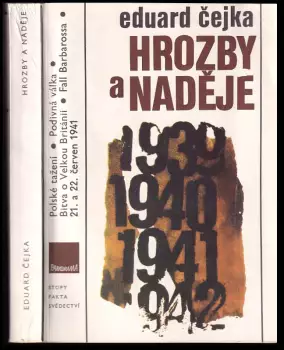 HROZBY A NADĚJE
EDUARD ČEJKA
Polské tažení ● Podivná válka ●
Bitva o Velkou Británii ● Fall Barbarossa
21. a 22. červen 1941
PANORAMA
STOPY
FAKTA
SVĚDECTVÍ
eduard čejka
HROZBY
a NADĚJE
1939
1940
1941
1942